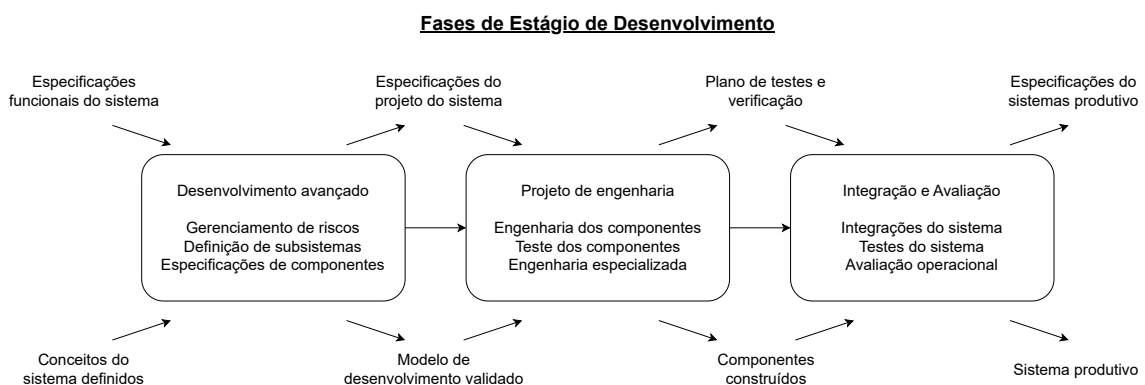 Fases de Estágio de Desenvolvimento
Especificações
funcionais do sistema
Especificações do
projeto do sistema
Plano de testes e
verificação
Especificações do
sistemas produtivo
Desenvolvimento avançado
Gerenciamento de riscos
Definição de subsistemas
Especificações de componentes
Projeto de engenharia
Engenharia dos componentes
Teste dos componentes
Engenharia especializada
Integração e Avaliação
Integrações do sistema
Testes do sistema
Avaliação operacional
Conceitos do
sistema definidos
Modelo de
desenvolvimento validado
Componentes
construídos
Sistema produtivo